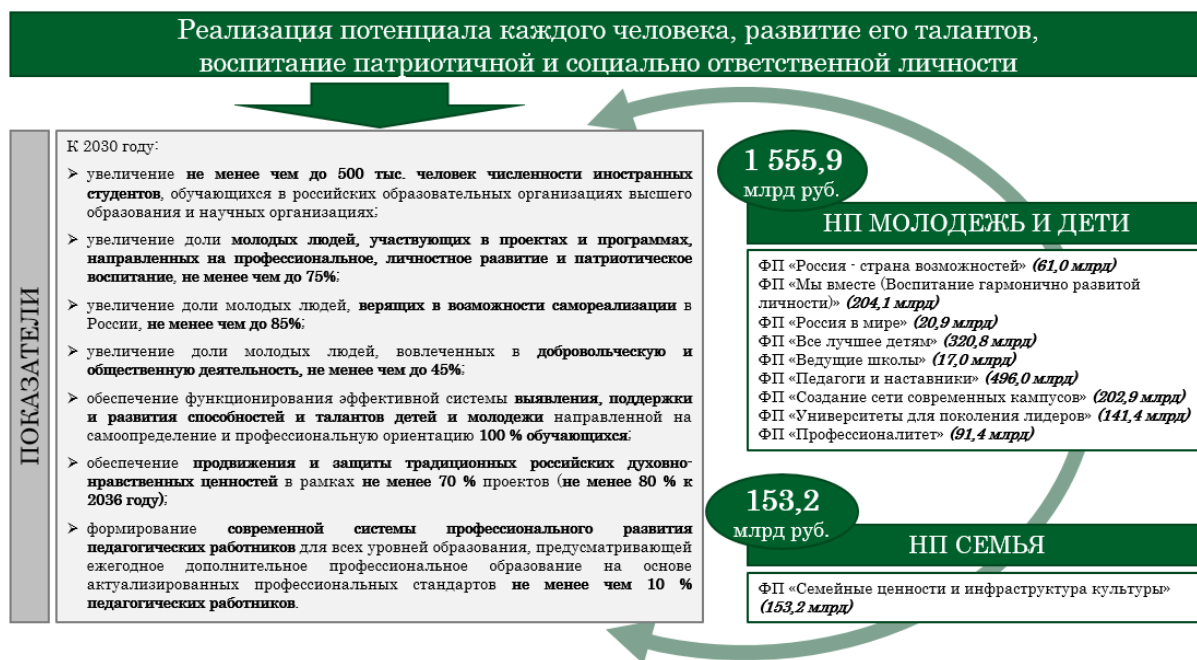 Реализация потенциала каждого человека, развитие его талантов,
воспитание патриотичной и социально ответственной личности
ПОКАЗАТЕЛИ
К 2030 году:
➢ увеличение не менее чем до 500 тыс. человек численности иностранных
студентов, обучающихся в российских образовательных организациях высшего
образования и научных организациях;
➢ увеличение доли молодых людей, участвующих в проектах и программах,
направленных на профессиональное, личностное развитие и патриотическое
воспитание, не менее чем до 75%;
➢ увеличение доли молодых людей, верящих в возможности самореализации в
России, не менее чем до 85%;
➢ увеличение доли молодых людей, вовлеченных в добровольческую и
общественную деятельность, не менее чем до 45%;
➢ обеспечение функционирования эффективной системы выявления, поддержки
и развития способностей и талантов детей и молодежи направленной на
самоопределение и профессиональную ориентацию 100 % обучающихся;
➢ обеспечение продвижения и защиты традиционных российских духовно-
нравственных ценностей в рамках не менее 70 % проектов (не менее 80 % к
2036 году);
➢ формирование современной системы профессионального развития
педагогических работников для всех уровней образования, предусматривающей
ежегодное дополнительное профессиональное образование на основе
актуализированных профессиональных стандартов не менее чем 10 %
педагогических работников.
1 555,9
млрд руб.
НП МОЛОДЕЖЬ И ДЕТИ
ФП «Россия - страна возможностей» (61,0 млрд)
ФП «Мы вместе (Воспитание гармонично развитой
личности)» (204,1 млрд)
ФП «Россия в мире» (20,9 млрд)
ФП «Все лучшее детям» (320,8 млрд)
ФП «Ведущие школы» (17,0 млрд)
ФП «Педагоги и наставники» (496,0 млрд)
ФП «Создание сети современных кампусов» (202,9 млрд)
ФП «Университеты для поколения лидеров» (141,4 млрд)
ФП «Профессионалитет» (91,4 млрд)
153,2
млрд руб.
НП СЕМЬЯ
ФП «Семейные ценности и инфраструктура культуры»
(153,2 млрд)